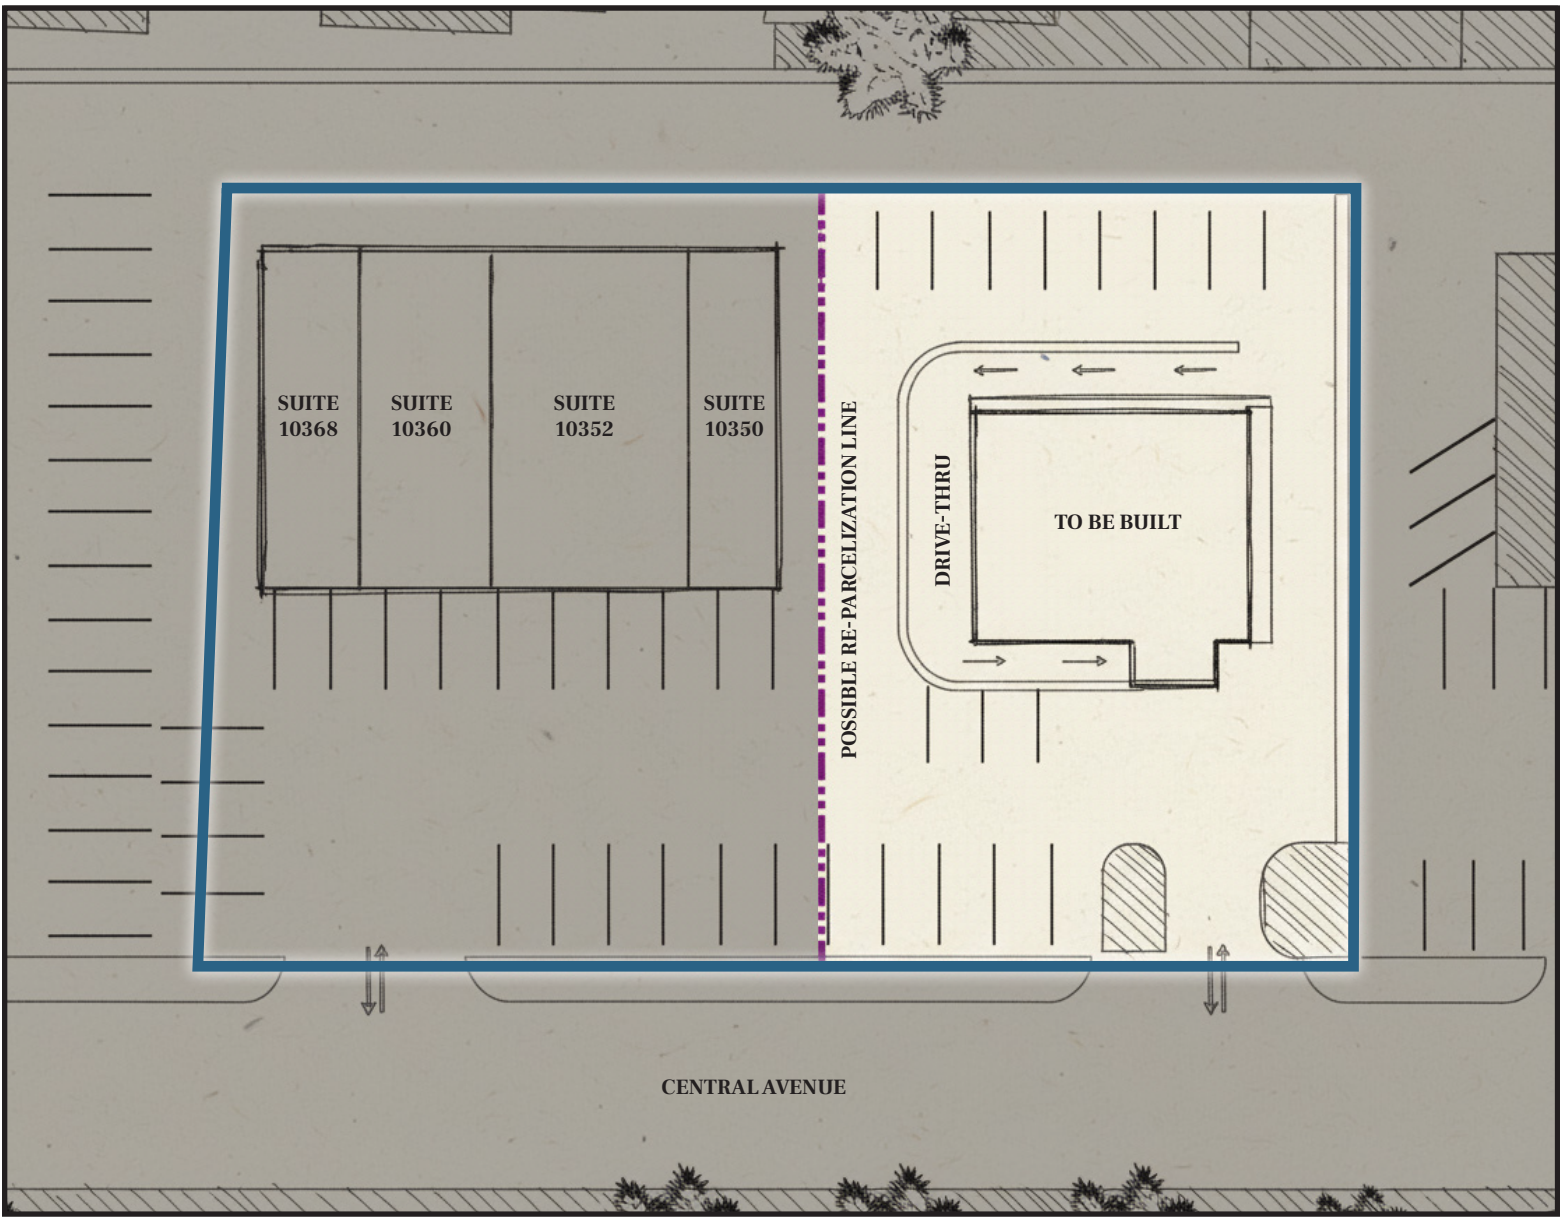 SUITE
10368
SUITE
10360
SUITE
10352
SUITE
10350
POSSIBLE RE-PARCELIZATION LINE
DRIVE-THRU
TO BE BUILT
CENTRAL AVENUE